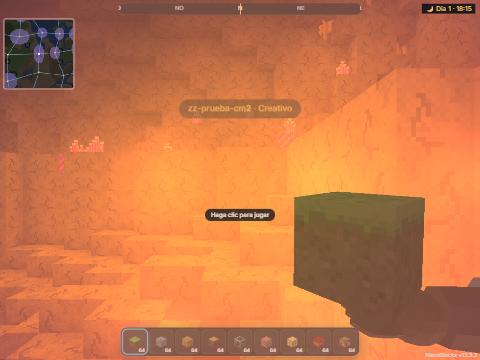 NO
N
NE
Día 1 - 18:15
zz-prueba-cm2 · Creativo
Haga clic para jugar
64 64 64 64 64 64 64 64 64